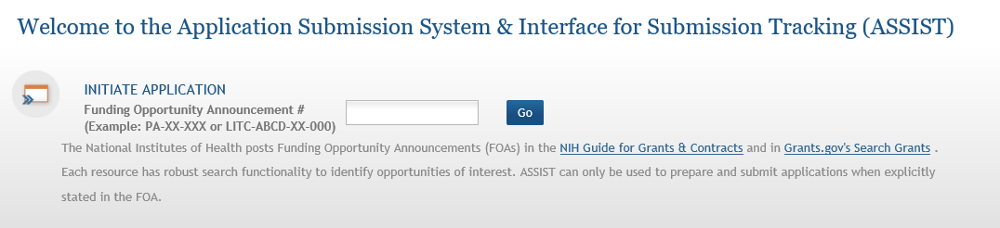 Welcome to the Application Submission System & Interface for Submission Tracking (ASSIST)
INITIATE APPLICATION
Funding Opportunity Announcement #
(Example: PA-XX-XXX or LITC-ABCD-XX-000)
Go
The National Institutes of Health posts Funding Opportunity Announcements (FOAs) in the NIH Guide for Grants & Contracts and in Grants.gov's Search Grants .
Each resource has robust search functionality to identify opportunities of interest. ASSIST can only be used to prepare and submit applications when explicitly
stated in the FOA.